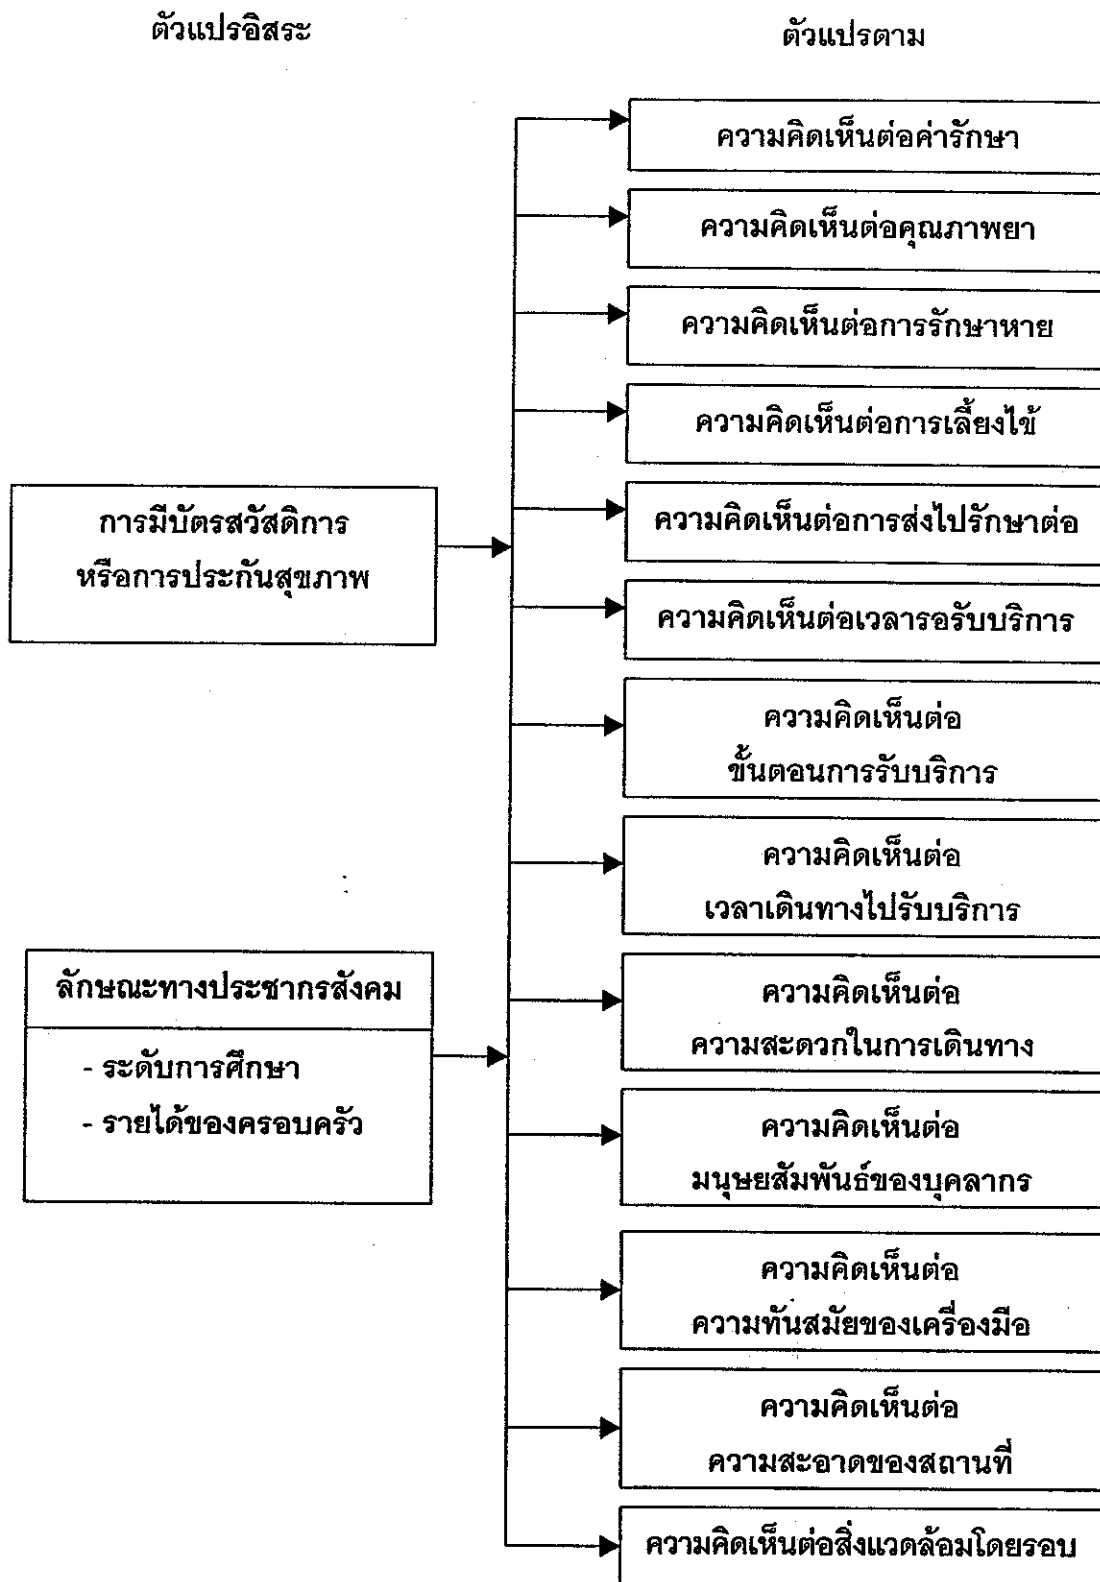 ตัวแปรอิสระ
ตัวแปรตาม
การมีบัตรสวัสดิการ
หรือการประกันสุขภาพ
ลักษณะทางประชากรสังคม
- ระดับการศึกษา
- รายได้ของครอบครัว
ความคิดเห็นต่อค่ารักษา
ความคิดเห็นต่อคุณภาพยา
ความคิดเห็นต่อการรักษาหาย
ความคิดเห็นต่อการเลี้ยงไข้
ความคิดเห็นต่อการส่งไปรักษาต่อ
ความคิดเห็นต่อเวลารอรับบริการ
ความคิดเห็นต่อ
ขั้นตอนการรับบริการ
ความคิดเห็นต่อ
เวลาเดินทางไปรับบริการ
ความคิดเห็นต่อ
ความสะดวกในการเดินทาง
ความคิดเห็นต่อ
มนุษยสัมพันธ์ของบุคลากร
ความคิดเห็นต่อ
ความทันสมัยของเครื่องมือ
ความคิดเห็นต่อ
ความสะอาดของสถานที่
ความคิดเห็นต่อสิ่งแวดล้อมโดยรอบ